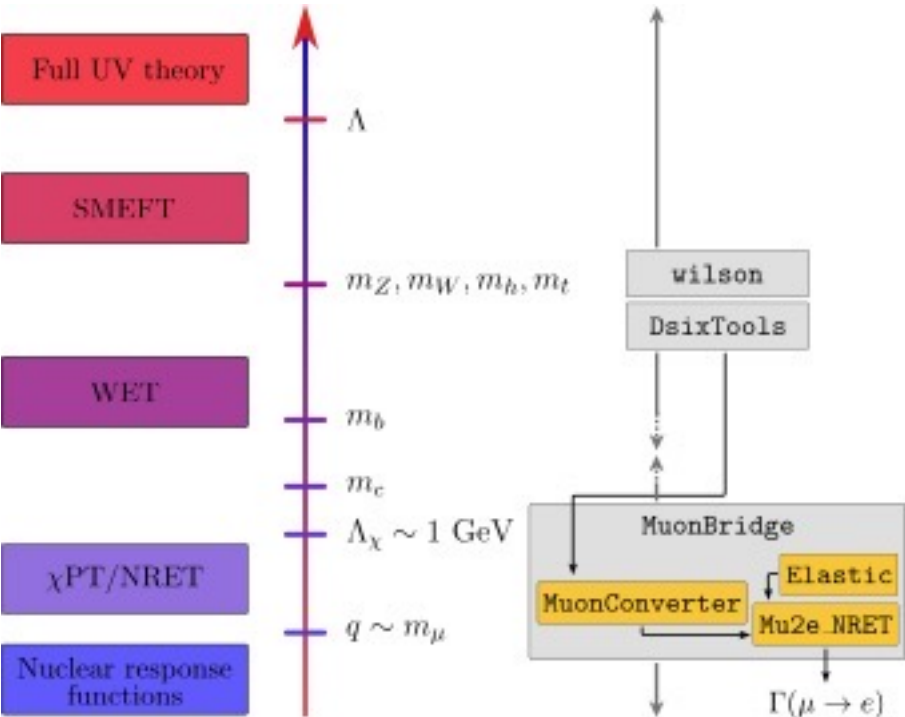 Full UV theory
SMEFT
WET
χPT/NRET
Nuclear response
functions
Λ
m_Z, m_W, m_h, m_t
m_b
m_c
Λ_χ ∼ 1 GeV
q ∼ m_μ
wilson
DsixTools
MuonBridge
Elastic
MuonConverter
Mu2e_NRET
Γ(μ → e)